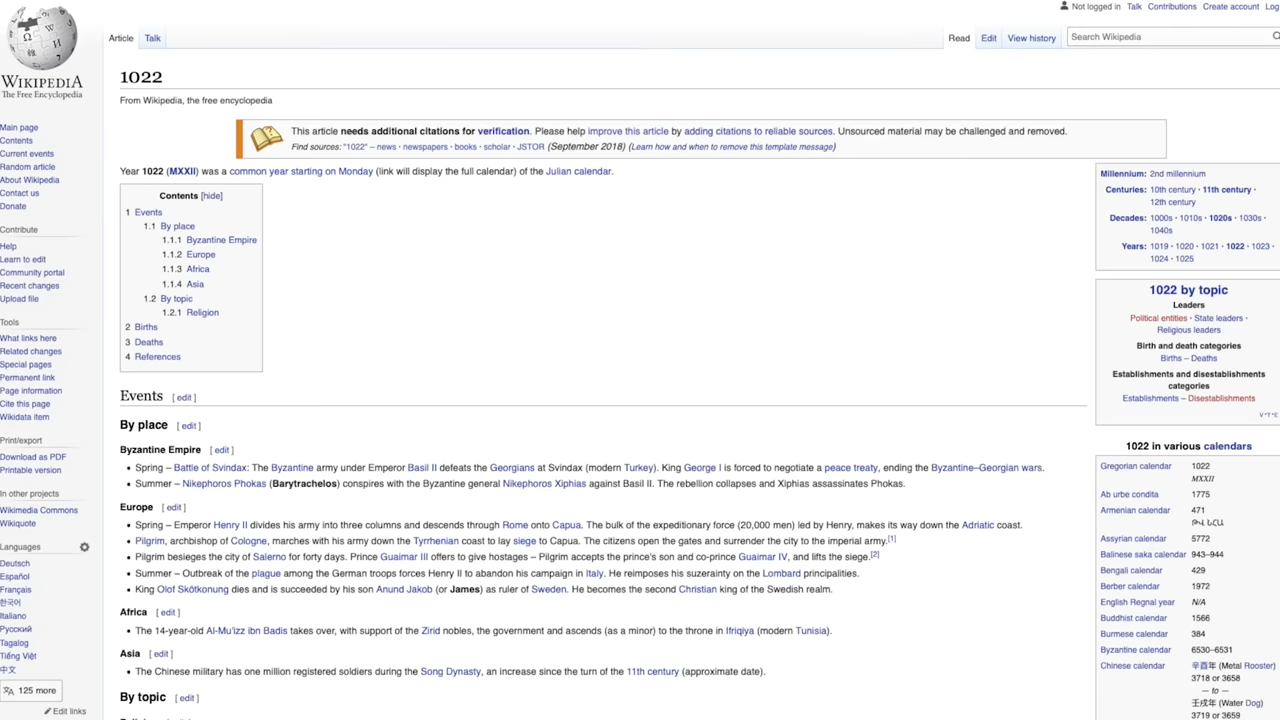 Not logged in Talk Contributions Create account Log
Article Talk Read Edit View history Search Wikipedia
WIKIPEDIA
The Free Encyclopedia
Main page
Contents
Current events
Random article
About Wikipedia
Contact us
Donate
Contribute
Help
Learn to edit
Community portal
Recent changes
Upload file
Tools
What links here
Related changes
Special pages
Permanent link
Page information
Cite this page
Wikidata item
Print/export
Download as PDF
Printable version
In other projects
Wikimedia Commons
Wikiquote
Languages
Deutsch
Español
Français
한국어
Italiano
Русский
Tagalog
Tiếng Việt
中文
125 more
Edit links
1022
From Wikipedia, the free encyclopedia
This article needs additional citations for verification. Please help improve this article by adding citations to reliable sources. Unsourced material may be challenged and removed.
Find sources: "1022" – news · newspapers · books · scholar · JSTOR (September 2018) (Learn how and when to remove this template message)
Year 1022 (MXXII) was a common year starting on Monday (link will display the full calendar) of the Julian calendar.
Contents [hide]
1 Events
1.1 By place
1.1.1 Byzantine Empire
1.1.2 Europe
1.1.3 Africa
1.1.4 Asia
1.2 By topic
1.2.1 Religion
2 Births
3 Deaths
4 References
Events [ edit ]
By place [ edit ]
Byzantine Empire [ edit ]
• Spring – Battle of Svindax: The Byzantine army under Emperor Basil II defeats the Georgians at Svindax (modern Turkey). King George I is forced to negotiate a peace treaty, ending the Byzantine–Georgian wars.
• Summer – Nikephoros Phokas (Barytrachelos) conspires with the Byzantine general Nikephoros Xiphias against Basil II. The rebellion collapses and Xiphias assassinates Phokas.
Europe [ edit ]
• Spring – Emperor Henry II divides his army into three columns and descends through Rome onto Capua. The bulk of the expeditionary force (20,000 men) led by Henry, makes its way down the Adriatic coast.
• Pilgrim, archbishop of Cologne, marches with his army down the Tyrrhenian coast to lay siege to Capua. The citizens open the gates and surrender the city to the imperial army.[1]
• Pilgrim besieges the city of Salerno for forty days. Prince Guaimar III offers to give hostages – Pilgrim accepts the prince's son and co-prince Guaimar IV, and lifts the siege.[2]
• Summer – Outbreak of the plague among the German troops forces Henry II to abandon his campaign in Italy. He reimposes his suzerainty on the Lombard principalities.
• King Olof Skötkonung dies and is succeeded by his son Anund Jakob (or James) as ruler of Sweden. He becomes the second Christian king of the Swedish realm.
Africa [ edit ]
• The 14-year-old Al-Mu'izz ibn Badis takes over, with support of the Zirid nobles, the government and ascends (as a minor) to the throne in Ifriqiya (modern Tunisia).
Asia [ edit ]
• The Chinese military has one million registered soldiers during the Song Dynasty, an increase since the turn of the 11th century (approximate date).
By topic [ edit ]
Millennium: 2nd millennium
Centuries: 10th century · 11th century ·
12th century
Decades: 1000s · 1010s · 1020s · 1030s ·
1040s
Years: 1019 · 1020 · 1021 · 1022 · 1023 ·
1024 · 1025
1022 by topic
Leaders
Political entities · State leaders ·
Religious leaders
Birth and death categories
Births – Deaths
Establishments and disestablishments
categories
Establishments – Disestablishments
V·T·E
1022 in various calendars
Gregorian calendar 1022
MXXII
Ab urbe condita 1775
Armenian calendar 471
ԹՎ ՆՀԱ
Assyrian calendar 5772
Balinese saka calendar 943–944
Bengali calendar 429
Berber calendar 1972
English Regnal year N/A
Buddhist calendar 1566
Burmese calendar 384
Byzantine calendar 6530–6531
Chinese calendar 辛酉年 (Metal Rooster)
3718 or 3658
— to —
壬戌年 (Water Dog)
3719 or 3659